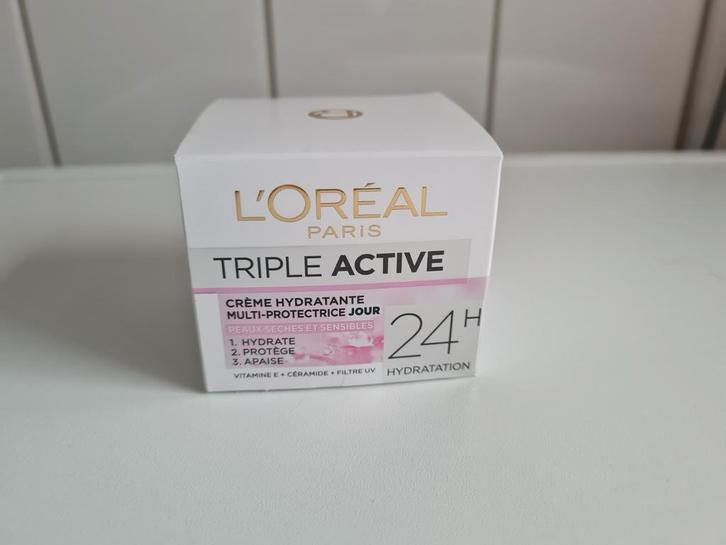 L'ORÉAL
PARIS
TRIPLE ACTIVE
CRÈME HYDRATANTE
MULTI-PROTECTRICE JOUR
PEAUX SÈCHES ET SENSIBLES
1. HYDRATE
2. PROTÈGE
3. APAISE
24H
HYDRATATION
VITAMINE E + CÉRAMIDE + FILTRE UV